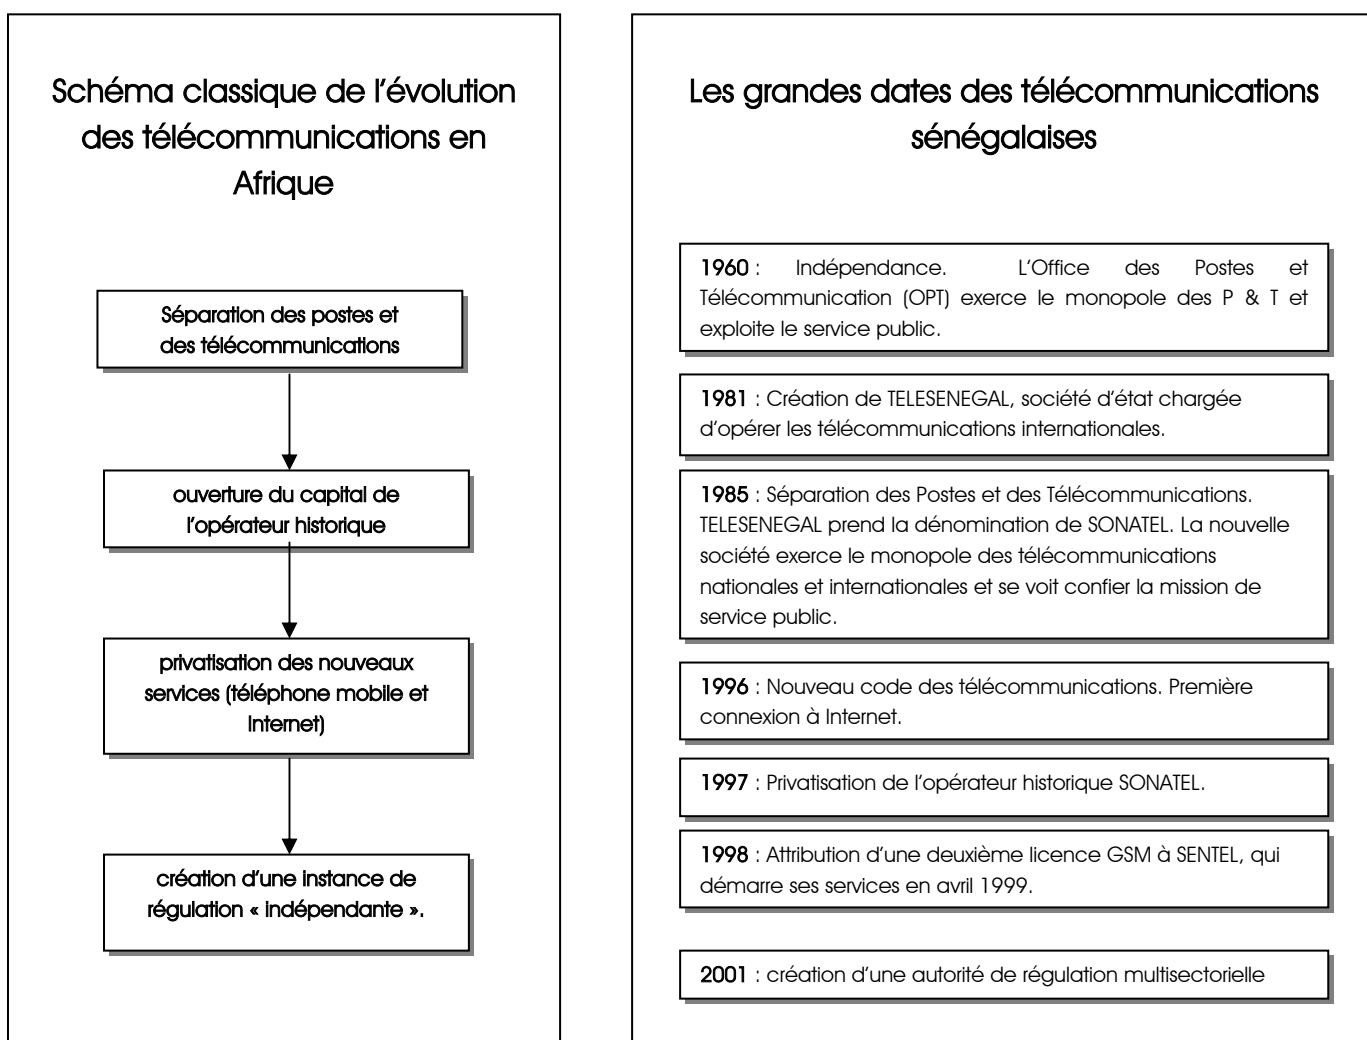 Schéma classique de l'évolution
des télécommunications en
Afrique
Séparation des postes et
des télécommunications
ouverture du capital de
l'opérateur historique
privatisation des nouveaux
services (téléphone mobile et
Internet)
création d'une instance de
régulation « indépendante ».
Les grandes dates des télécommunications
sénégalaises
1960 : Indépendance. L'Office des Postes et
Télécommunication (OPT) exerce le monopole des P & T et
exploite le service public.
1981 : Création de TELESENEGAL, société d'état chargée
d'opérer les télécommunications internationales.
1985 : Séparation des Postes et des Télécommunications.
TELESENEGAL prend la dénomination de SONATEL. La nouvelle
société exerce le monopole des télécommunications
nationales et internationales et se voit confier la mission de
service public.
1996 : Nouveau code des télécommunications. Première
connexion à Internet.
1997 : Privatisation de l'opérateur historique SONATEL.
1998 : Attribution d'une deuxième licence GSM à SENTEL, qui
démarre ses services en avril 1999.
2001 : création d'une autorité de régulation multisectorielle